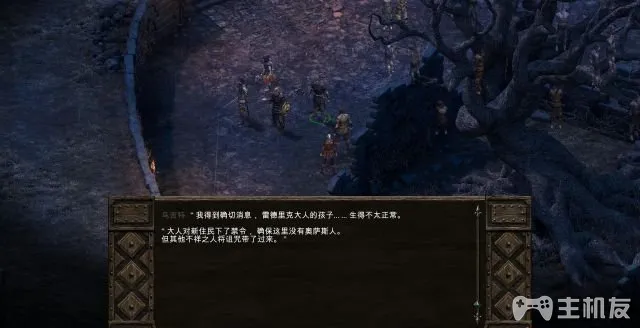 乌戈特 “ 我得到确切消息，雷德里克大人的孩子……生得不太正常。
“ 大人对新住民下了禁令，确保这里没有奥萨斯人。
但其他不祥之人将诅咒带了过来。”
主机友